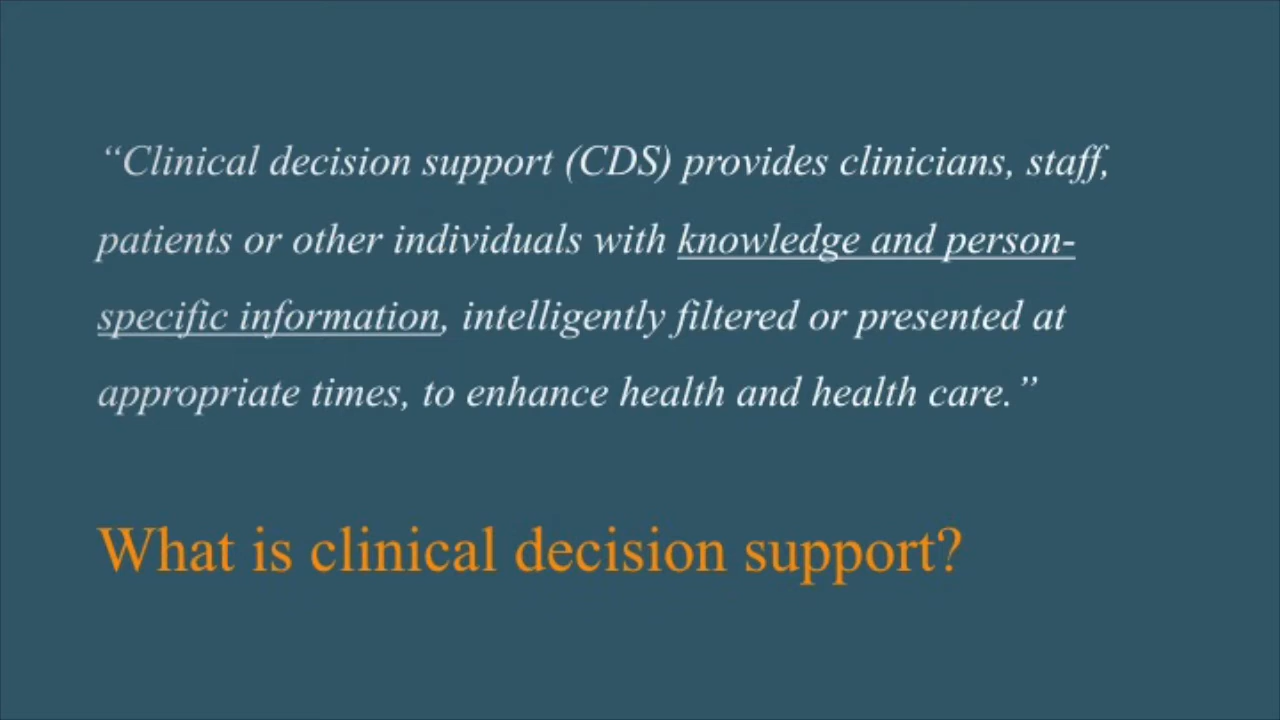 “Clinical decision support (CDS) provides clinicians, staff,
patients or other individuals with knowledge and person-
specific information, intelligently filtered or presented at
appropriate times, to enhance health and health care.”
What is clinical decision support?